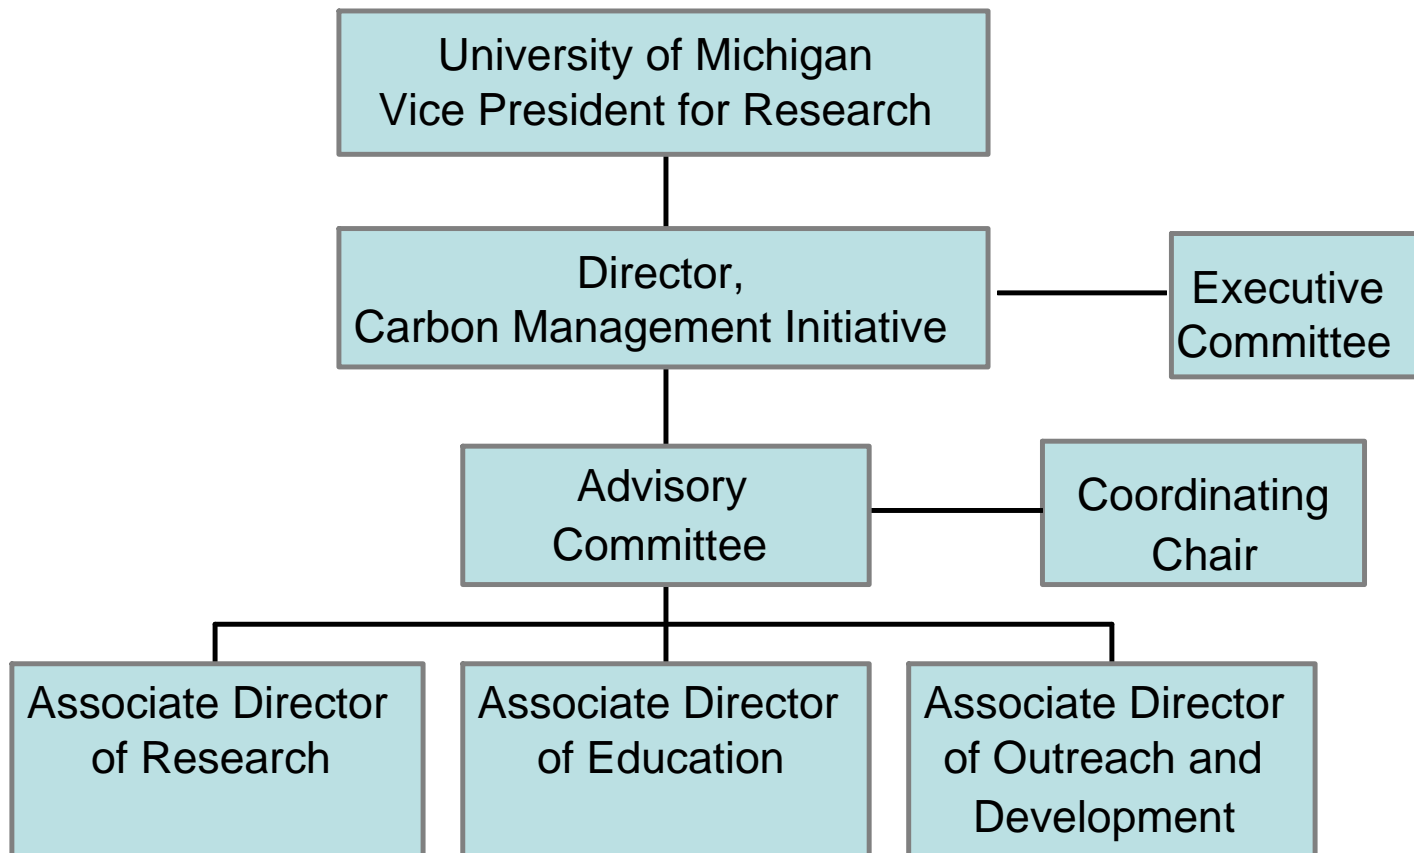 University of Michigan
Vice President for Research
Director,
Carbon Management Initiative
Executive
Committee
Advisory
Committee
Coordinating
Chair
Associate Director
of Research
Associate Director
of Education
Associate Director
of Outreach and
Development